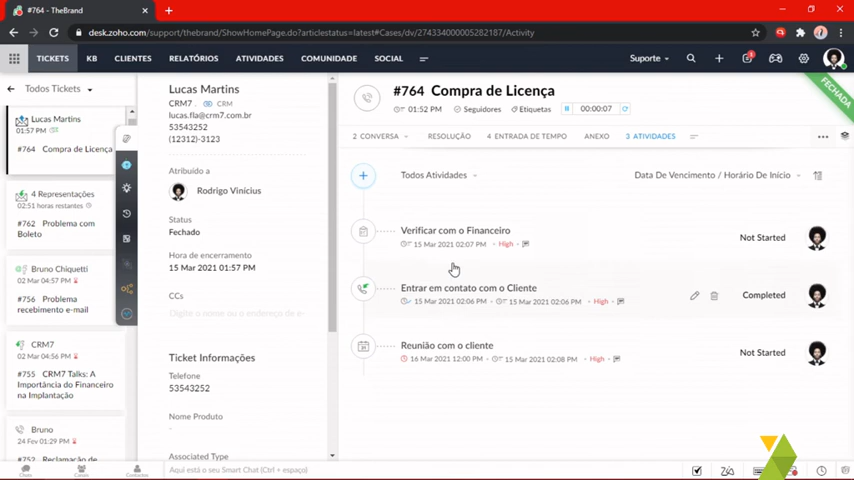 #764 - TheBrand
desk.zoho.com.br/thebrand/ShowHomePage.do?articlestatus=latest#Cases/dv/274334000005282187/Activity
TICKETS KB CLIENTES RELATÓRIOS ATIVIDADES COMUNIDADE SOCIAL Suporte
Todos Tickets
Lucas Martins
01:57 PM
#764 Compra de Licença
4 Representações
02:51 horas restantes
#762 Problema com
Boleto
Bruno Chiquetti
02 Mar 04:57 PM
#756 Problema
recebimento e-mail
CRM7
02 Mar 04:56 PM
#755 CRM7 Talks: A
Importância do Financeiro
na Implantação
Bruno
24 Fev 01:29 PM
#752 Reclamação de
Lucas Martins
CRM7 . CRM
lucas.fla@crm7.com.br
53543252
(12312)-3123
Atribuído a
Rodrigo Vinicius
Status
Fechado
Hora de encerramento
15 Mar 2021 01:57 PM
CCs
Digite o nome ou o endereço de e-
Ticket Informações
Telefone
53543252
Nome Produto
-
Associated Type
#764 Compra de Licença
01:52 PM Seguidores Etiquetas 00:00:07
FECHADA
2 CONVERSA RESOLUÇÃO 4 ENTRADA DE TEMPO ANEXO 3 ATIVIDADES
Todos Atividades Data De Vencimento / Horário De Início
Verificar com o Financeiro
15 Mar 2021 02:07 PM · High
Not Started
Entrar em contato com o Cliente
15 Mar 2021 02:06 PM · 15 Mar 2021 02:06 PM · High
Completed
Reunião com o cliente
16 Mar 2021 12:00 PM · 15 Mar 2021 02:08 PM · High
Not Started
Chats Canais Contactos Aqui está o seu Smart Chat (Ctrl + espaço)